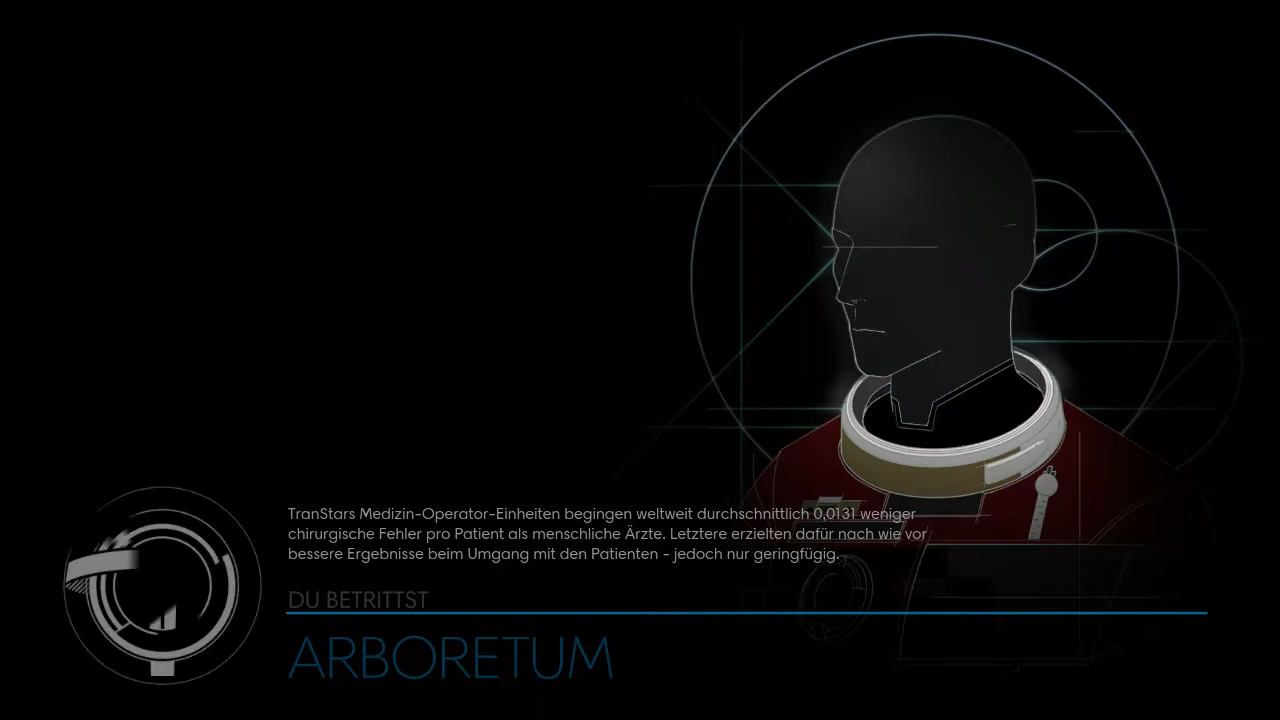 TranStars Medizin-Operator-Einheiten begingen weltweit durchschnittlich 0,0131 weniger
chirurgische Fehler pro Patient als menschliche Ärzte. Letztere erzielten dafür nach wie vor
bessere Ergebnisse beim Umgang mit den Patienten - jedoch nur geringfügig.
DU BETRITTST
ARBORETUM